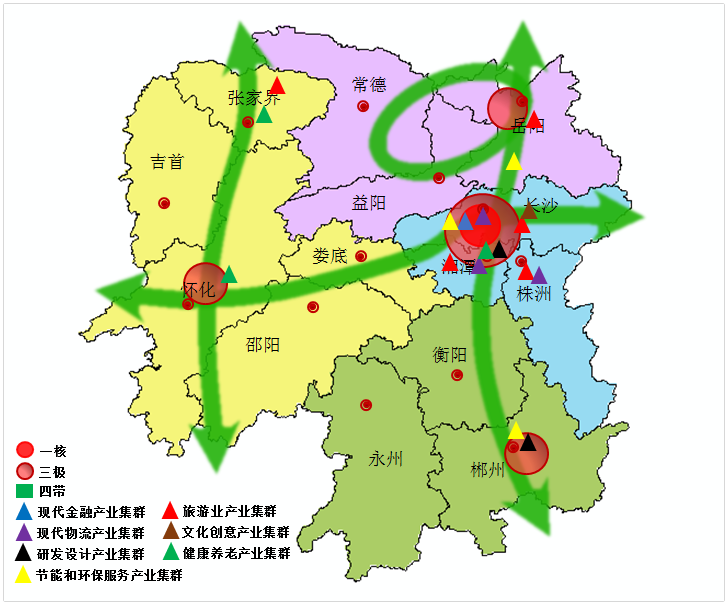 常德
张家界
岳阳
吉首
益阳
长沙
娄底
湘潭
怀化
株洲
邵阳
衡阳
永州
郴州
一核
三极
四带
现代金融产业集群 旅游业产业集群
现代物流产业集群 文化创意产业集群
研发设计产业集群 健康养老产业集群
节能和环保服务产业集群